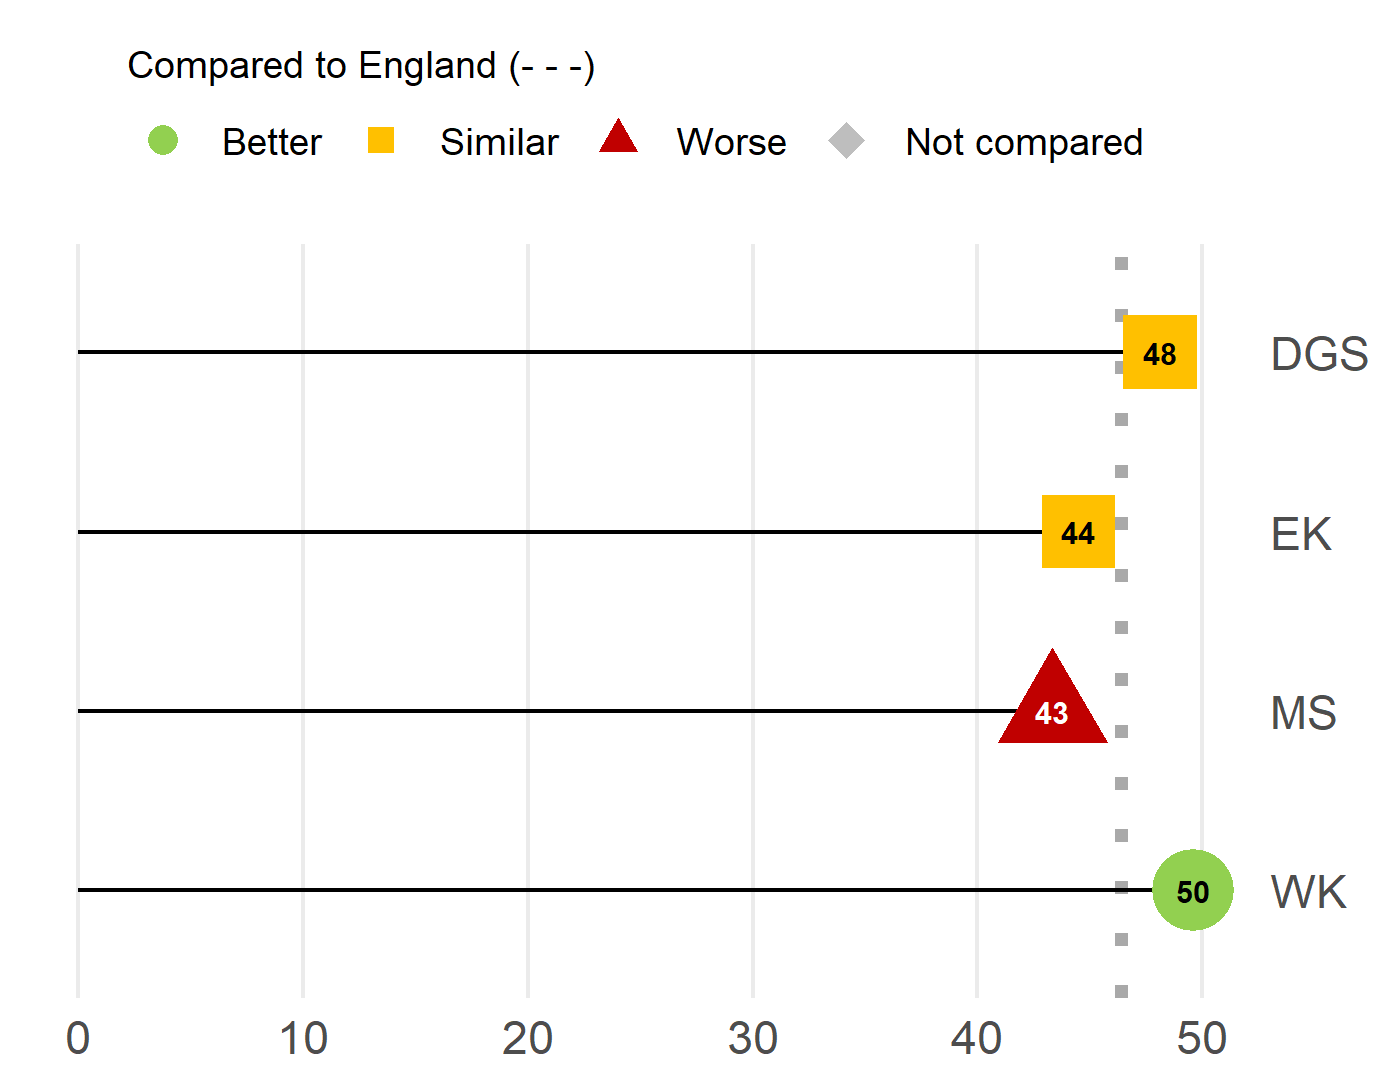 Compared to England (- - -)
Better Similar Worse Not compared
48 DGS
44 EK
43 MS
50 WK
0 10 20 30 40 50